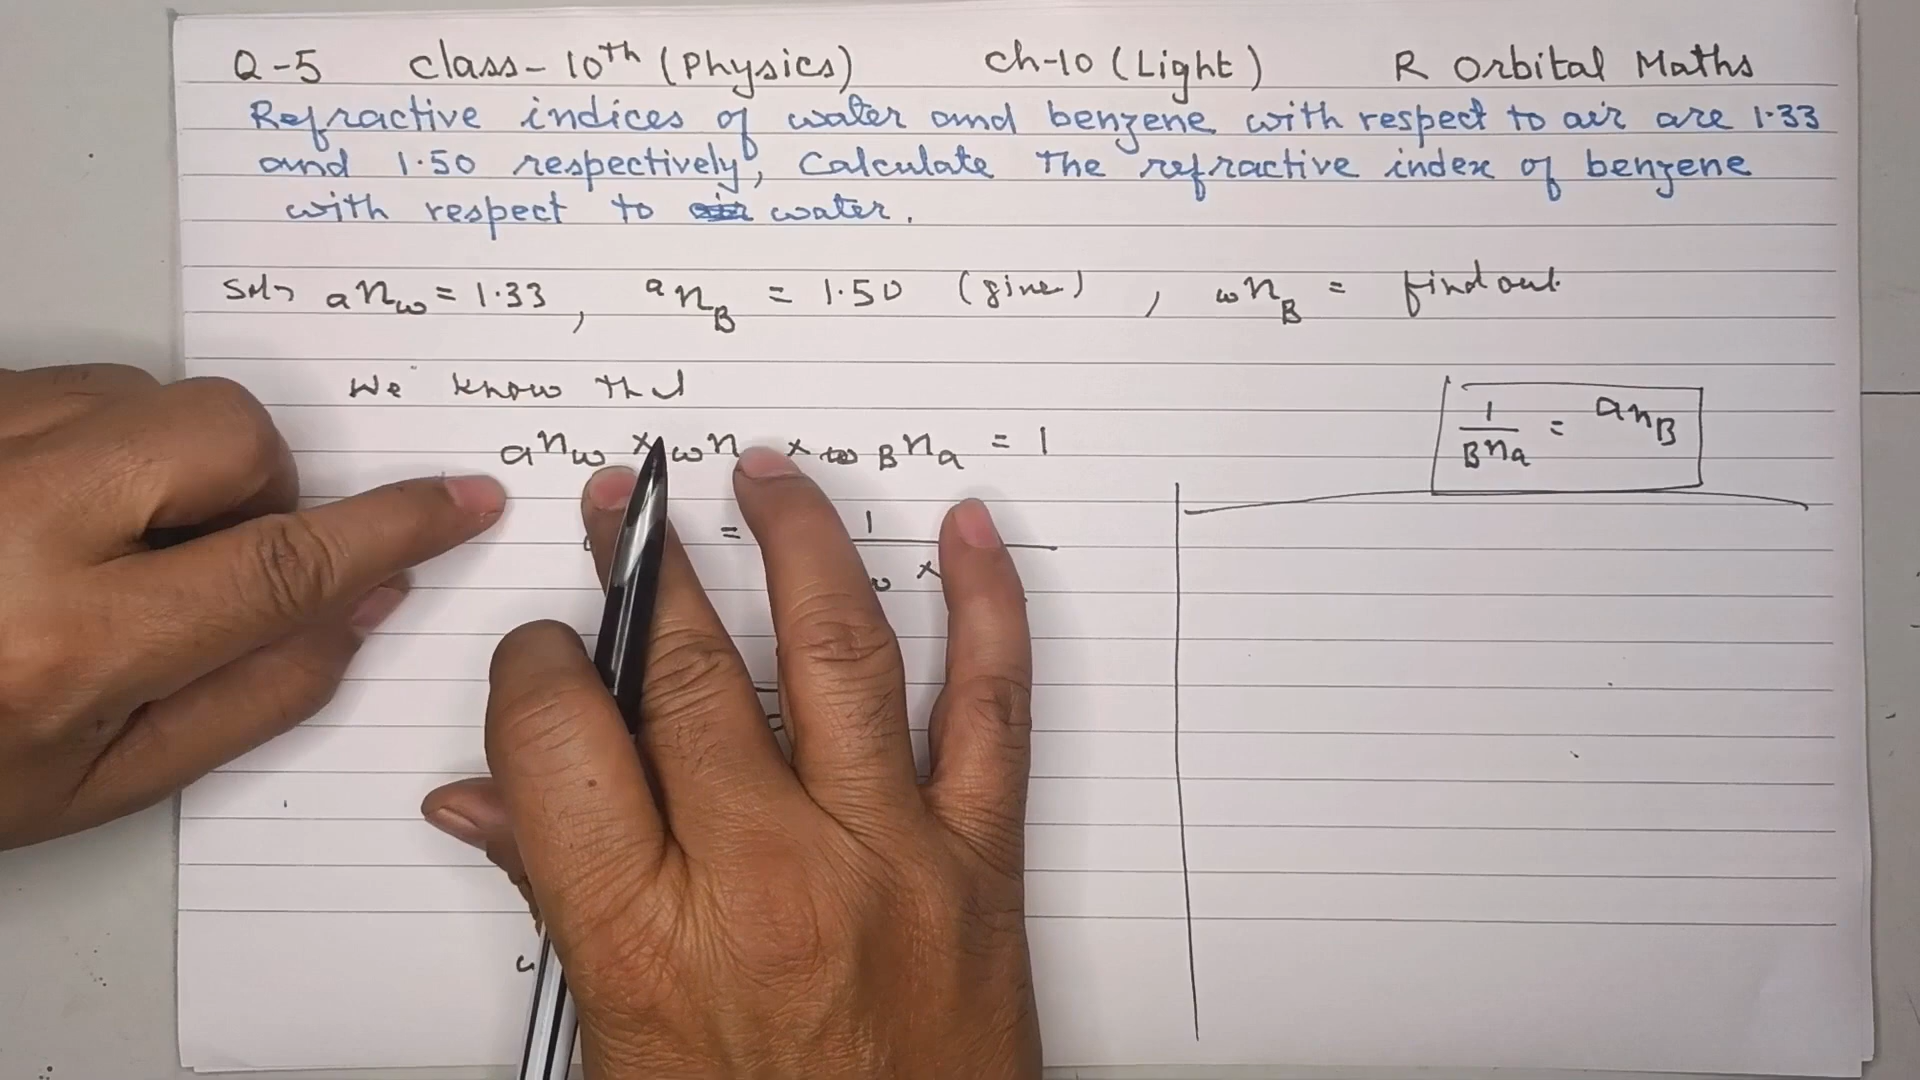 Q-5 Class-10th (Physics) Ch-10 (Light) R Orbital Maths
Refractive indices of water and benzene with respect to air are 1.33
and 1.50 respectively, Calculate The refractive index of benzene
with respect to water.
Soln anw = 1.33, anB = 1.50 (given), wnB = find out
We know that
anw × wn × BnA = 1
1/Bna = anB
= 1
w ×